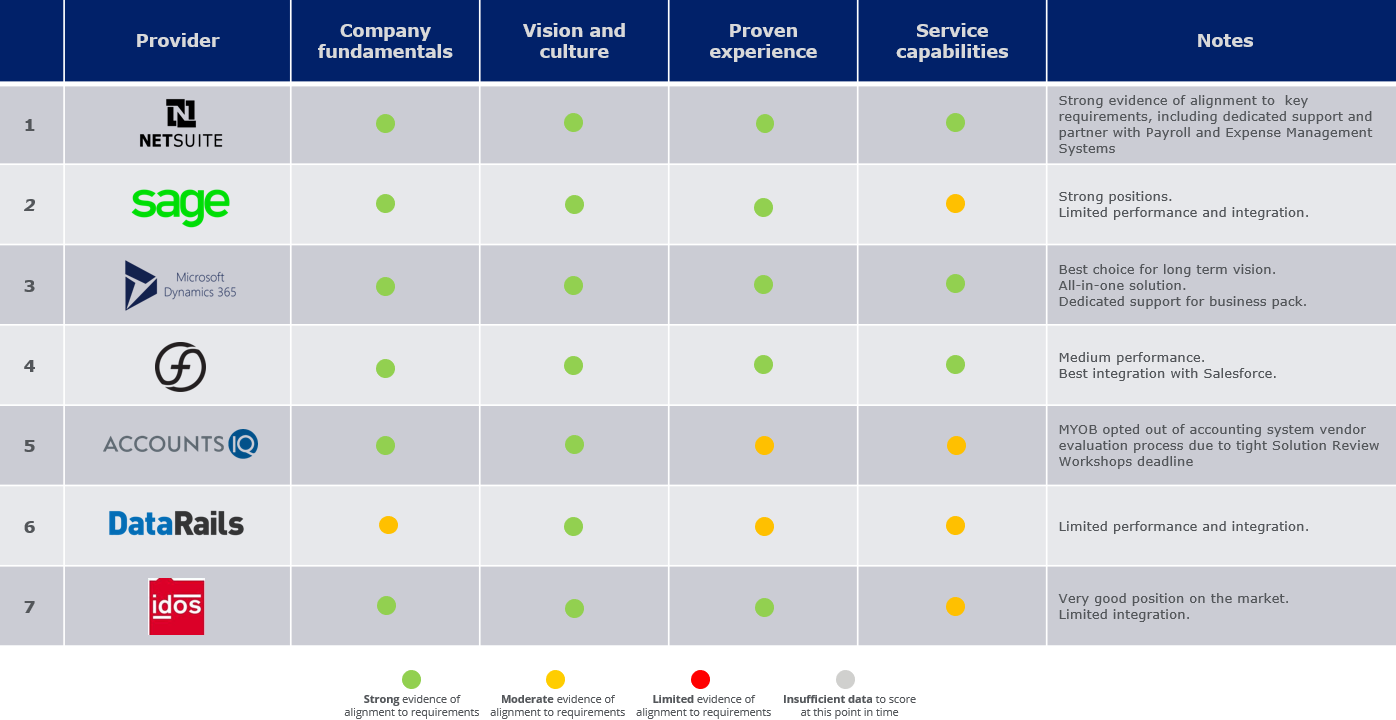 Provider
Company
fundamentals
Vision and
culture
Proven
experience
Service
capabilities
Notes
1
NETSUITE
Strong evidence of alignment to  key
requirements, including dedicated support and
partner with Payroll and Expense Management
Systems
2
sage
Strong positions.
Limited performance and integration.
3
Microsoft
Dynamics 365
Best choice for long term vision.
All-in-one solution.
Dedicated support for business pack.
4
f
Medium performance.
Best integration with Salesforce.
5
ACCOUNTS IQ
MYOB opted out of accounting system vendor
evaluation process due to tight Solution Review
Workshops deadline
6
DataRails
Limited performance and integration.
7
idos
Very good position on the market.
Limited integration.
Strong evidence of
alignment to requirements
Moderate evidence of
alignment to requirements
Limited evidence of
alignment to requirements
Insufficient data to score
at this point in time